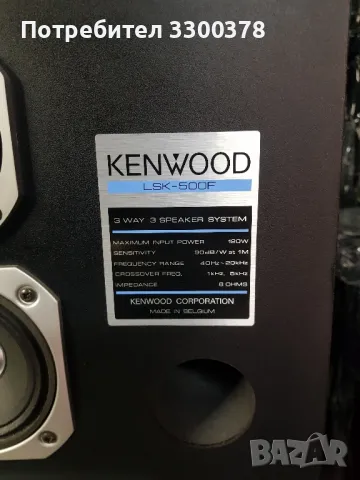 Потребител 3300378
KENWOOD
LSK-500F
3 WAY 3 SPEAKER SYSTEM
MAXIMUM INPUT POWER 120W
SENSITIVITY 90dB/W at 1M
FREQUENCY RANGE 40Hz~20kHz
CROSSOVER FREQ. 1kHz, 6kHz
IMPEDANCE 8 OHMS
KENWOOD CORPORATION
MADE IN BELGIUM
BAZAR